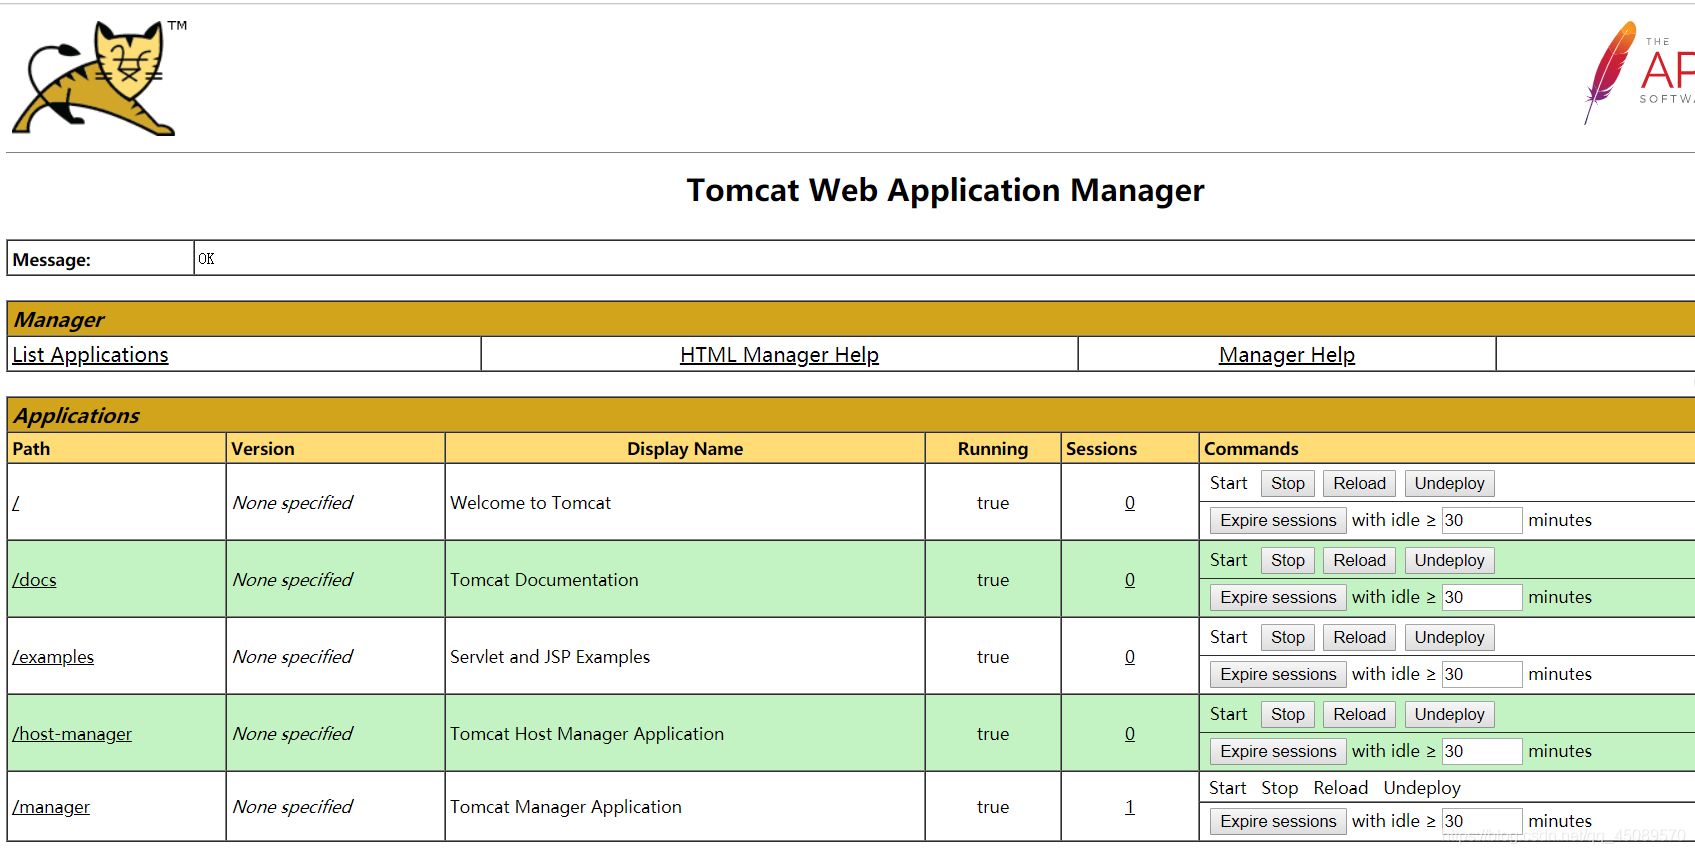 TM
THE
AP
SOFTWA
Tomcat Web Application Manager
Message: OK
Manager
List Applications HTML Manager Help Manager Help
Applications
Path Version Display Name Running Sessions Commands
/ None specified Welcome to Tomcat true 0 Start Stop Reload Undeploy
Expire sessions with idle ≥ 30 minutes
/docs None specified Tomcat Documentation true 0 Start Stop Reload Undeploy
Expire sessions with idle ≥ 30 minutes
/examples None specified Servlet and JSP Examples true 0 Start Stop Reload Undeploy
Expire sessions with idle ≥ 30 minutes
/host-manager None specified Tomcat Host Manager Application true 0 Start Stop Reload Undeploy
Expire sessions with idle ≥ 30 minutes
/manager None specified Tomcat Manager Application true 1 Start Stop Reload Undeploy
Expire sessions with idle ≥ 30 minutes
https://blog.csdn.net/qq_45089570